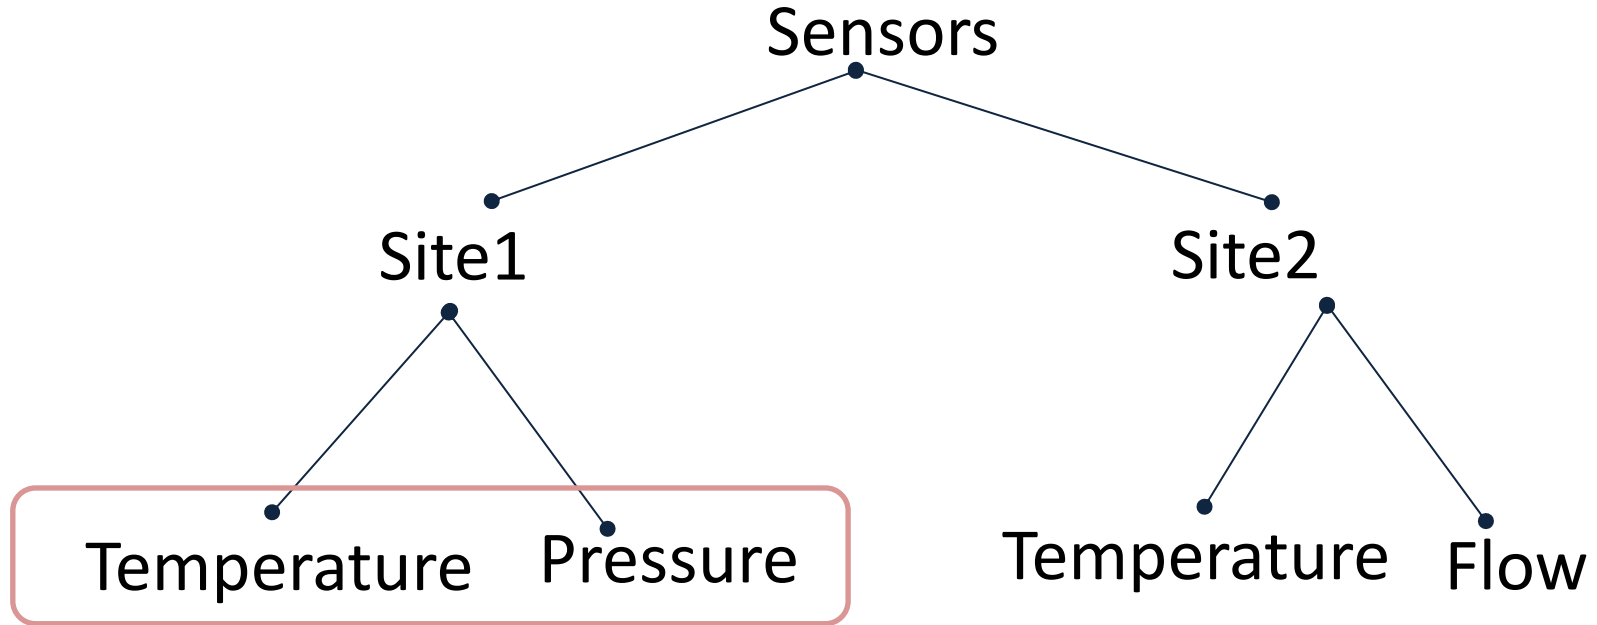 Sensors
Site1
Site2
Temperature
Pressure
Temperature
Flow